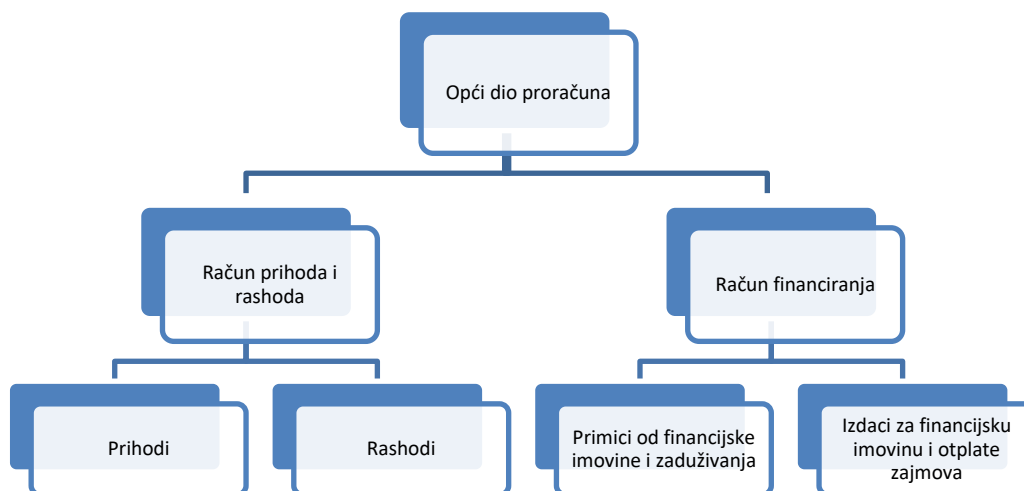 Opći dio proračuna
Račun prihoda i
rashoda
Račun financiranja
Prihodi
Rashodi
Primici od financijske
imovine i zaduživanja
Izdaci za financijsku
imovinu i otplate
zajmova